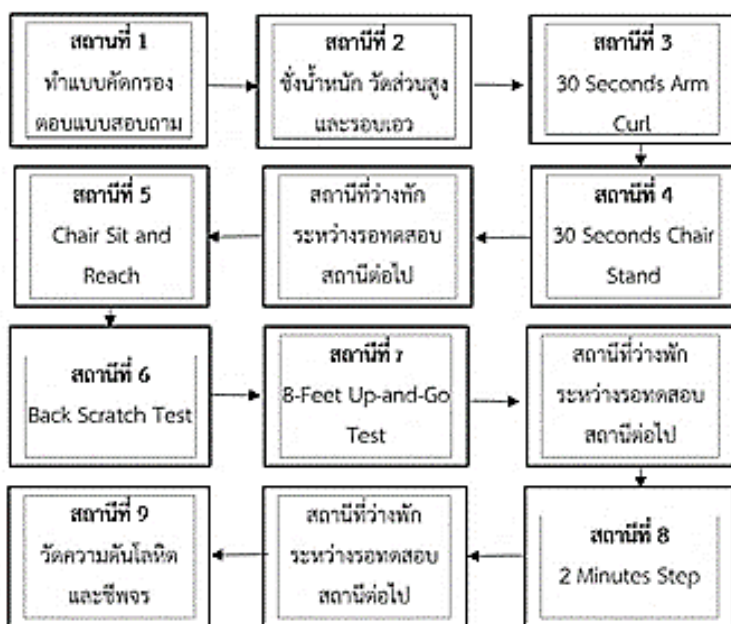 สถานที่ 1
ทำแบบคัดกรอง
ตอบแบบสอบถาม
สถานีที่ 2
ชั่งน้ำหนัก วัดส่วนสูง
และรอบเอว
สถานีที่ 3
30 Seconds Arm
Curl
สถานีที่ 4
30 Seconds Chair
Stand
สถานีที่ว่างพัก
ระหว่างรอทดสอบ
สถานีต่อไป
สถานีที่ 5
Chair Sit and
Reach
สถานีที่ 6
Back Scratch Test
สถานีที่ 7
8-Feet Up-and-Go
Test
สถานีที่ว่างพัก
ระหว่างรอทดสอบ
สถานีต่อไป
สถานีที่ 8
2 Minutes Step
สถานีที่ว่างพัก
ระหว่างรอทดสอบ
สถานีต่อไป
สถานีที่ 9
วัดความดันโลหิต
และชีพจร